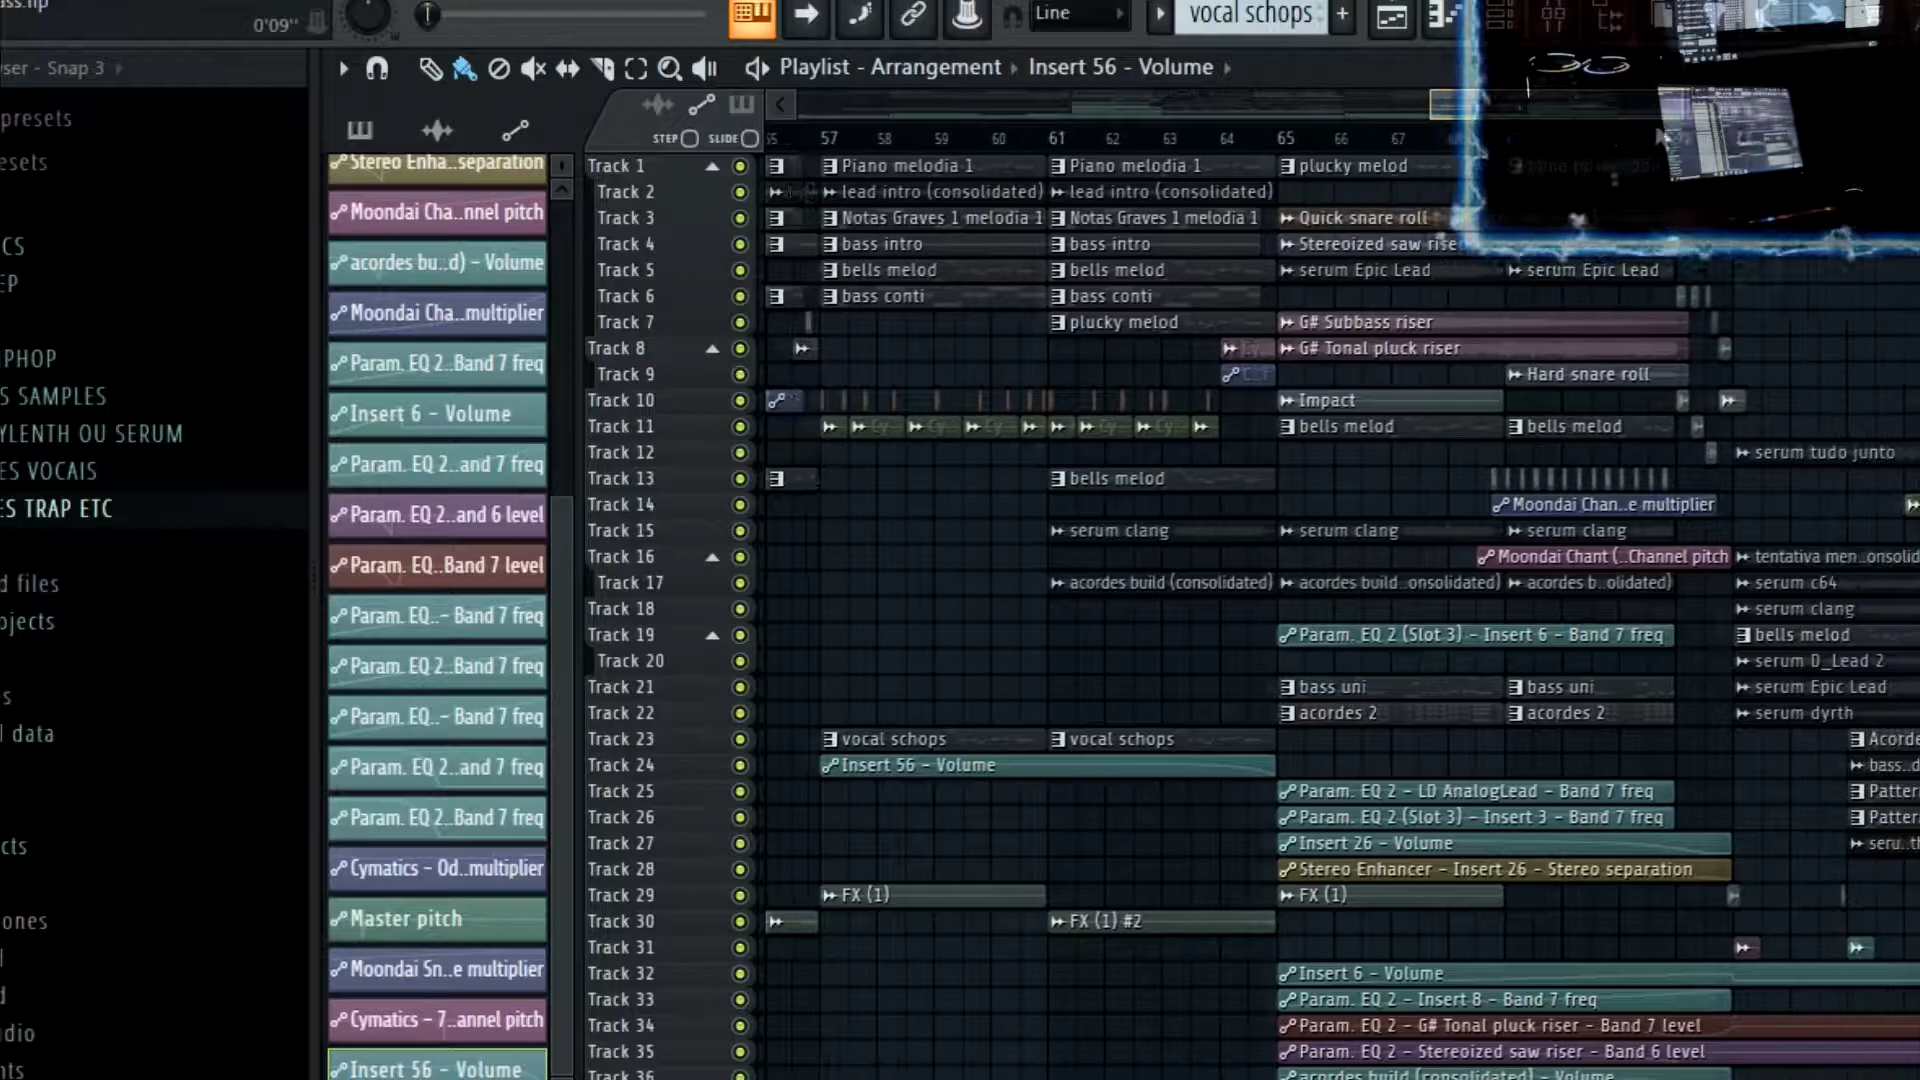 0'09"
Line
vocal schops
Snap 3
Playlist - Arrangement › Insert 56 - Volume
STEP SLIDE
57 58 59 60 61 62 63 64 65 66 67
presets
CS
SAMPLES
YLENTH OU SERUM
ES VOCAIS
ES TRAP ETC
d files
data
Stereo Enha..separation
Moondai Cha..nnel pitch
acordes bu..d) - Volume
Moondai Cha..multiplier
Param. EQ 2..Band 7 freq
Insert 6 - Volume
Param. EQ 2..and 7 freq
Param. EQ 2..and 6 level
Param. EQ..Band 7 level
Param. EQ..- Band 7 freq
Param. EQ 2..Band 7 freq
Param. EQ..- Band 7 freq
Param. EQ 2..and 7 freq
Param. EQ 2..Band 7 freq
Cymatics - Od..multiplier
Master pitch
Moondai Sn..e multiplier
Cymatics - 7..annel pitch
Insert 56 - Volume
Track 1 Piano melodia 1 Piano melodia 1 plucky melod
Track 2 lead intro (consolidated) lead intro (consolidated)
Track 3 Notas Graves 1 melodia 1 Notas Graves 1 melodia 1 Quick snare roll
Track 4 bass intro bass intro Stereoized saw rise
Track 5 bells melod bells melod serum Epic Lead serum Epic Lead
Track 6 bass conti bass conti
Track 7 plucky melod G# Subbass riser
Track 8 G# Tonal pluck riser
Track 9 Hard snare roll
Track 10 Impact
Track 11 Cy Cy Cy Cy Cy bells melod bells melod
Track 12 serum tudo junto
Track 13 bells melod
Track 14 Moondai Chan..e multiplier
Track 15 serum clang serum clang serum clang
Track 16 Moondai Chant (..Channel pitch tentativa men..onsolid
Track 17 acordes build (consolidated) acordes build..onsolidated) acordes b..olidated) serum c64
Track 18 serum clang
Track 19 Param. EQ 2 (Slot 3) - Insert 6 - Band 7 freq bells melod
Track 20 serum D_Lead 2
Track 21 bass uni bass uni serum Epic Lead
Track 22 acordes 2 acordes 2 serum dyrth
Track 23 vocal schops vocal schops Acorde
Track 24 Insert 56 - Volume bass..d
Track 25 Param. EQ 2 - LD AnalogLead - Band 7 freq Patter
Track 26 Param. EQ 2 (Slot 3) - Insert 3 - Band 7 freq Patter
Track 27 Insert 26 - Volume seru..th
Track 28 Stereo Enhancer - Insert 26 - Stereo separation
Track 29 FX (1) FX (1)
Track 30 FX (1) #2
Track 31
Track 32 Insert 6 - Volume
Track 33 Param. EQ 2 - Insert 8 - Band 7 freq
Track 34 Param. EQ 2 - G# Tonal pluck riser - Band 7 level
Track 35 Param. EQ 2 - Stereoized saw riser - Band 6 level
Track 36 acordes build (consolidated) - Volume